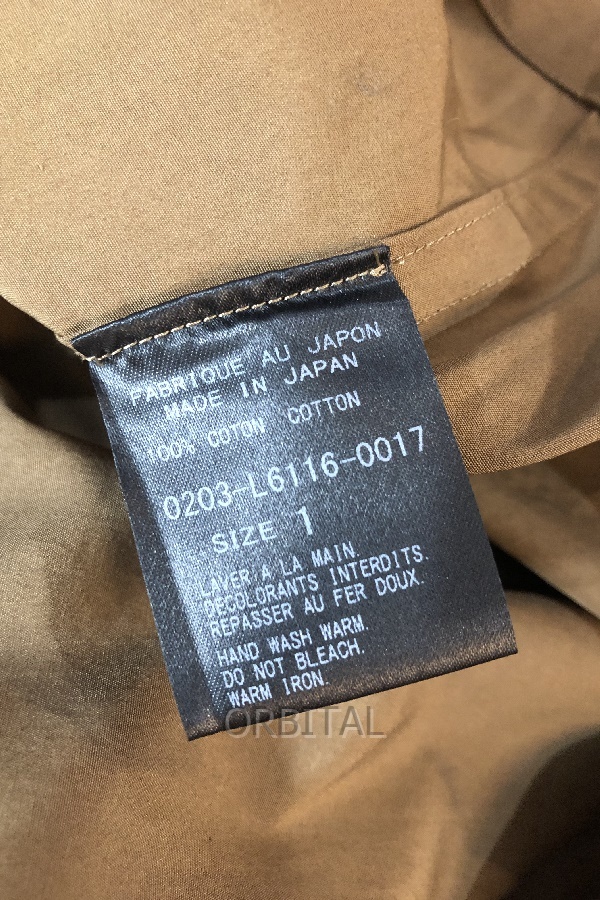 FABRIQUE AU JAPON
MADE IN JAPAN
100% COTON COTTON
0203-L6116-0017
SIZE 1
LAVER A LA MAIN.
DECOLORANTS INTERDITS.
REPASSER AU FER DOUX.
HAND WASH WARM.
DO NOT BLEACH.
WARM IRON.
ORBITAL